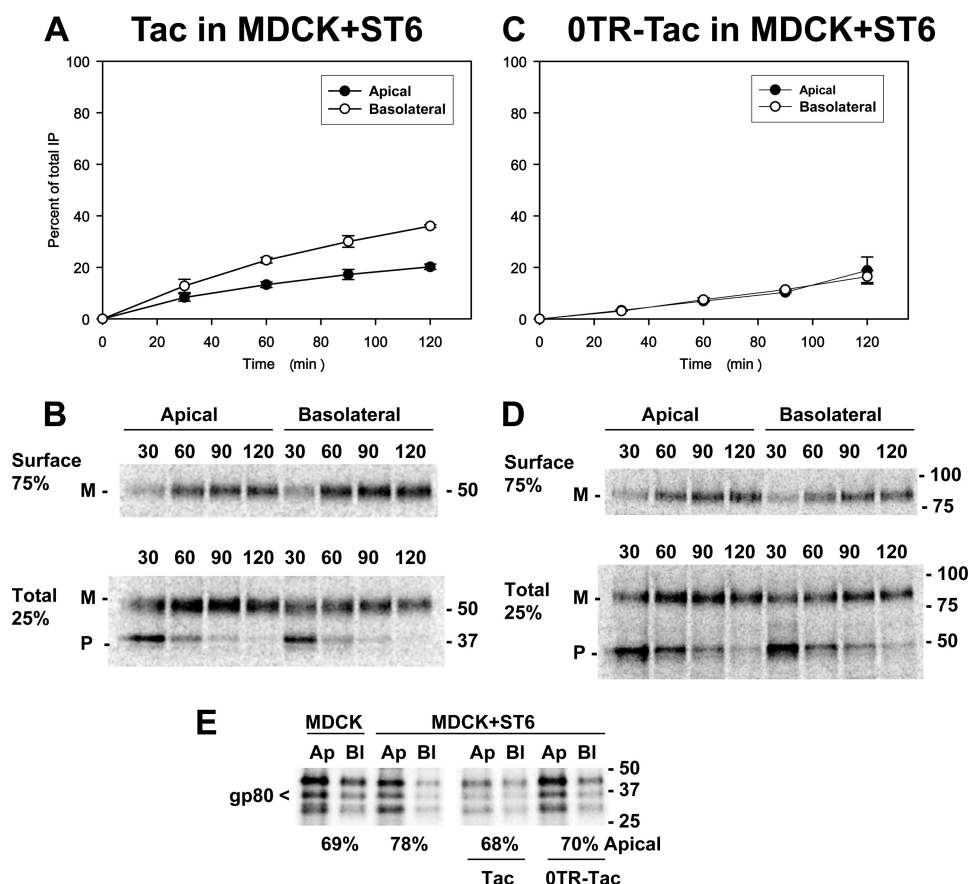 A Tac in MDCK+ST6
C 0TR-Tac in MDCK+ST6
100
80
60
40
20
0
Percent of total IP
Apical
Basolateral
0 20 40 60 80 100 120
Time (min )
100
80
60
40
20
0
Apical
Basolateral
0 20 40 60 80 100 120
Time (min )
B
Apical Basolateral
30 60 90 120 30 60 90 120
Surface
75%
M -
- 50
30 60 90 120 30 60 90 120
Total
25%
M -
- 50
P -
- 37
D
Apical Basolateral
30 60 90 120 30 60 90 120
Surface
75%
M -
- 100
- 75
30 60 90 120 30 60 90 120
Total
25%
M -
- 100
- 75
P -
- 50
E
MDCK MDCK+ST6
Ap Bl Ap Bl Ap Bl Ap Bl
gp80 <
- 50
- 37
- 25
69% 78% 68% 70% Apical
Tac 0TR-Tac